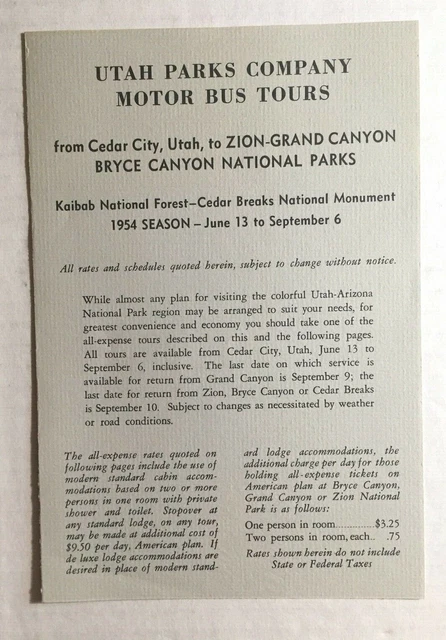 UTAH PARKS COMPANY
MOTOR BUS TOURS
from Cedar City, Utah, to ZION-GRAND CANYON
BRYCE CANYON NATIONAL PARKS
Kaibab National Forest—Cedar Breaks National Monument
1954 SEASON — June 13 to September 6
All rates and schedules quoted herein, subject to change without notice.
While almost any plan for visiting the colorful Utah-Arizona
National Park region may be arranged to suit your needs, for
greatest convenience and economy you should take one of the
all-expense tours described on this and the following pages.
All tours are available from Cedar City, Utah, June 13 to
September 6, inclusive. The last date on which service is
available for return from Grand Canyon is September 9; the
last date for return from Zion, Bryce Canyon or Cedar Breaks
is September 10. Subject to changes as necessitated by weather
or road conditions.
The all-expense rates quoted on
following pages include the use of
modern standard cabin accom-
modations based on two or more
persons in one room with private
shower and toilet. Stopover at
any standard lodge, on any tour,
may be made at additional cost of
$9.50 per day, American plan. If
de luxe lodge accommodations are
desired in place of modern stand-
ard lodge accommodations, the
additional charge per day for those
holding all-expense tickets on
American plan at Bryce Canyon,
Grand Canyon or Zion National
Park is as follows:
One person in room..............$3.25
Two persons in room, each.. .75
Rates shown herein do not include
State or Federal Taxes